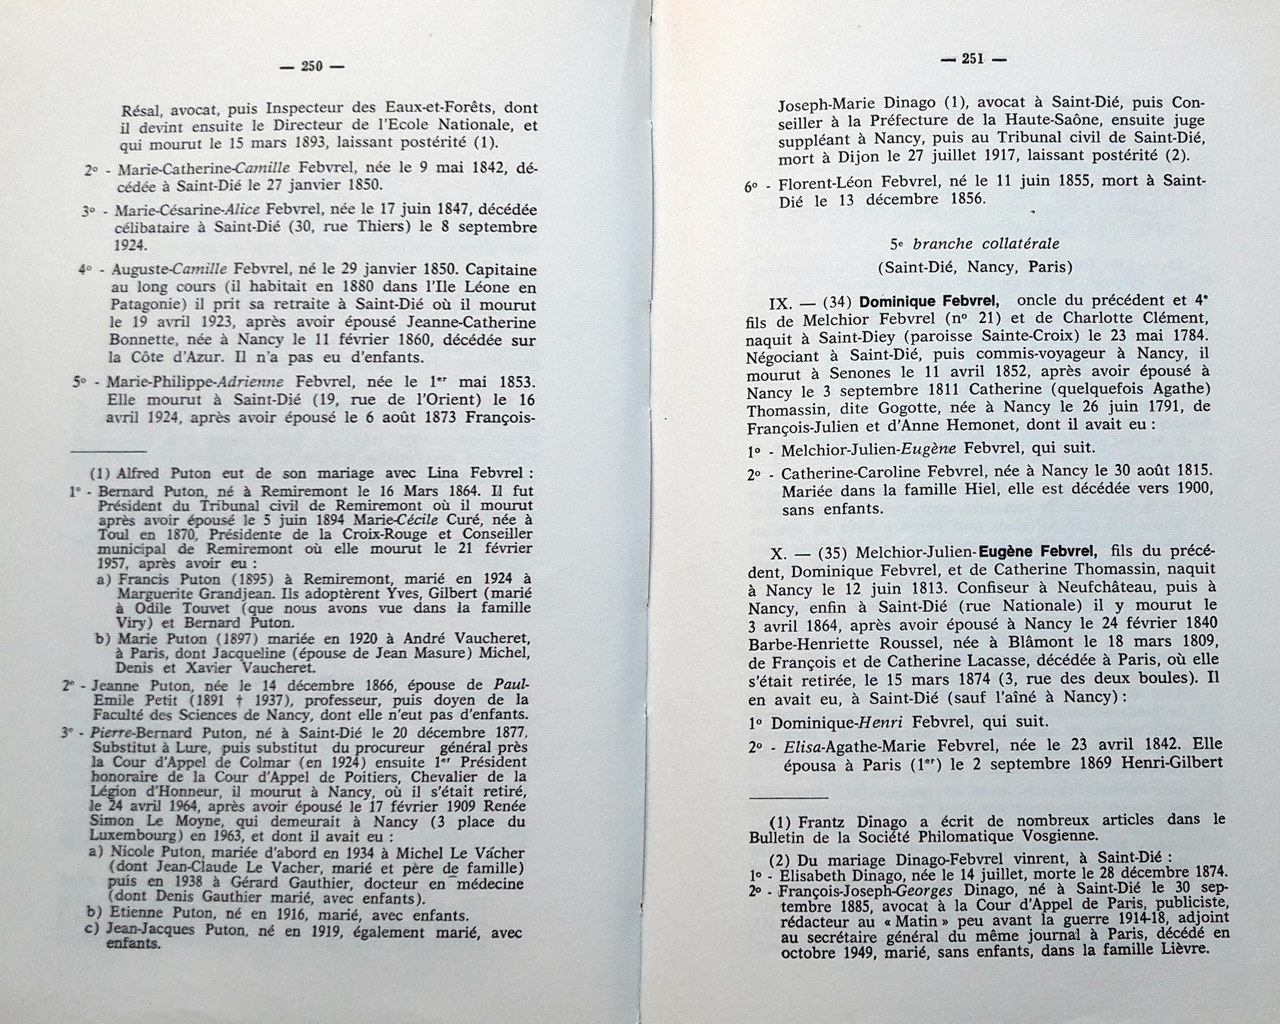 — 250 —
Résal, avocat, puis Inspecteur des Eaux-et-Forêts, dont
il devint ensuite le Directeur de l'Ecole Nationale, et
qui mourut le 15 mars 1893, laissant postérité (1).
2º - Marie-Catherine-Camille Febvrel, née le 9 mai 1842, dé-
cédée à Saint-Dié le 27 janvier 1850.
3º - Marie-Césarine-Alice Febvrel, née le 17 juin 1847, décédée
célibataire à Saint-Dié (30, rue Thiers) le 8 septembre
1924.
4º - Auguste-Camille Febvrel, né le 29 janvier 1850. Capitaine
au long cours (il habitait en 1880 dans l'Ile Léone en
Patagonie) il prit sa retraite à Saint-Dié où il mourut
le 19 avril 1923, après avoir épousé Jeanne-Catherine
Bonnette, née à Nancy le 11 février 1860, décédée sur
la Côte d'Azur. Il n'a pas eu d'enfants.
5º - Marie-Philippe-Adrienne Febvrel, née le 1er mai 1853.
Elle mourut à Saint-Dié (19, rue de l'Orient) le 16
avril 1924, après avoir épousé le 6 août 1873 François-
(1) Alfred Puton eut de son mariage avec Lina Febvrel :
1º - Bernard Puton, né à Remiremont le 16 Mars 1864. Il fut
Président du Tribunal civil de Remiremont où il mourut
après avoir épousé le 5 juin 1894 Marie-Cécile Curé, née à
Toul en 1870, Présidente de la Croix-Rouge et Conseiller
municipal de Remiremont où elle mourut le 21 février
1957, après avoir eu :
a) Francis Puton (1895) à Remiremont, marié en 1924 à
Marguerite Grandjean. Ils adoptèrent Yves, Gilbert (marié
à Odile Touvet (que nous avons vue dans la famille
Viry) et Bernard Puton.
b) Marie Puton (1897) mariée en 1920 à André Vaucheret,
à Paris, dont Jacqueline (épouse de Jean Masure) Michel,
Denis et Xavier Vaucheret.
2º - Jeanne Puton, née le 14 décembre 1866, épouse de Paul-
Emile Petit (1891 † 1937), professeur, puis doyen de la
Faculté des Sciences de Nancy, dont elle n'eut pas d'enfants.
3º - Pierre-Bernard Puton, né à Saint-Dié le 20 décembre 1877.
Substitut à Lure, puis substitut du procureur général près
la Cour d'Appel de Colmar (en 1924) ensuite 1er Président
honoraire de la Cour d'Appel de Poitiers, Chevalier de la
Légion d'Honneur, il mourut à Nancy, où il s'était retiré,
le 24 avril 1964, après avoir épousé le 17 février 1909 Renée
Simon Le Moyne, qui demeurait à Nancy (3 place du
Luxembourg) en 1963, et dont il avait eu :
a) Nicole Puton, mariée d'abord en 1934 à Michel Le Vacher
(dont Jean-Claude Le Vacher, marié et père de famille)
puis en 1938 à Gérard Gauthier, docteur en médecine
(dont Denis Gauthier marié, avec enfants).
b) Etienne Puton, né en 1916, marié, avec enfants.
c) Jean-Jacques Puton, né en 1919, également marié, avec
enfants.
— 251 —
Joseph-Marie Dinago (1), avocat à Saint-Dié, puis Con-
seiller à la Préfecture de la Haute-Saône, ensuite juge
suppléant à Nancy, puis au Tribunal civil de Saint-Dié,
mort à Dijon le 27 juillet 1917, laissant postérité (2).
6º - Florent-Léon Febvrel, né le 11 juin 1855, mort à Saint-
Dié le 13 décembre 1856.
5e branche collatérale
(Saint-Dié, Nancy, Paris)
IX. — (34) Dominique Febvrel, oncle du précédent et 4e
fils de Melchior Febvrel (nº 21) et de Charlotte Clément,
naquit à Saint-Diey (paroisse Sainte-Croix) le 23 mai 1784.
Négociant à Saint-Dié, puis commis-voyageur à Nancy, il
mourut à Senones le 11 avril 1852, après avoir épousé à
Nancy le 3 septembre 1811 Catherine (quelquefois Agathe)
Thomassin, dite Gogotte, née à Nancy le 26 juin 1791, de
François-Julien et d'Anne Hemonet, dont il avait eu :
1º - Melchior-Julien-Eugène Febvrel, qui suit.
2º - Catherine-Caroline Febvrel, née à Nancy le 30 août 1815.
Mariée dans la famille Hiel, elle est décédée vers 1900,
sans enfants.
X. — (35) Melchior-Julien-Eugène Febvrel, fils du précé-
dent, Dominique Febvrel, et de Catherine Thomassin, naquit
à Nancy le 12 juin 1813. Confiseur à Neufchâteau, puis à
Nancy, enfin à Saint-Dié (rue Nationale) il y mourut le
3 avril 1864, après avoir épousé à Nancy le 24 février 1840
Barbe-Henriette Roussel, née à Blâmont le 18 mars 1809,
de François et de Catherine Lacasse, décédée à Paris, où elle
s'était retirée, le 15 mars 1874 (3, rue des deux boules). Il
en avait eu, à Saint-Dié (sauf l'aîné à Nancy) :
1º Dominique-Henri Febvrel, qui suit.
2º - Elisa-Agathe-Marie Febvrel, née le 23 avril 1842. Elle
épousa à Paris (1er) le 2 septembre 1869 Henri-Gilbert
(1) Frantz Dinago a écrit de nombreux articles dans le
Bulletin de la Société Philomatique Vosgienne.
(2) Du mariage Dinago-Febvrel vinrent, à Saint-Dié :
1º - Elisabeth Dinago, née le 14 juillet, morte le 28 décembre 1874.
2º - François-Joseph-Georges Dinago, né à Saint-Dié le 30 sep-
tembre 1885, avocat à la Cour d'Appel de Paris, publiciste,
rédacteur au « Matin » peu avant la guerre 1914-18, adjoint
au secrétaire général du même journal à Paris, décédé en
octobre 1949, marié, sans enfants, dans la famille Lièvre.